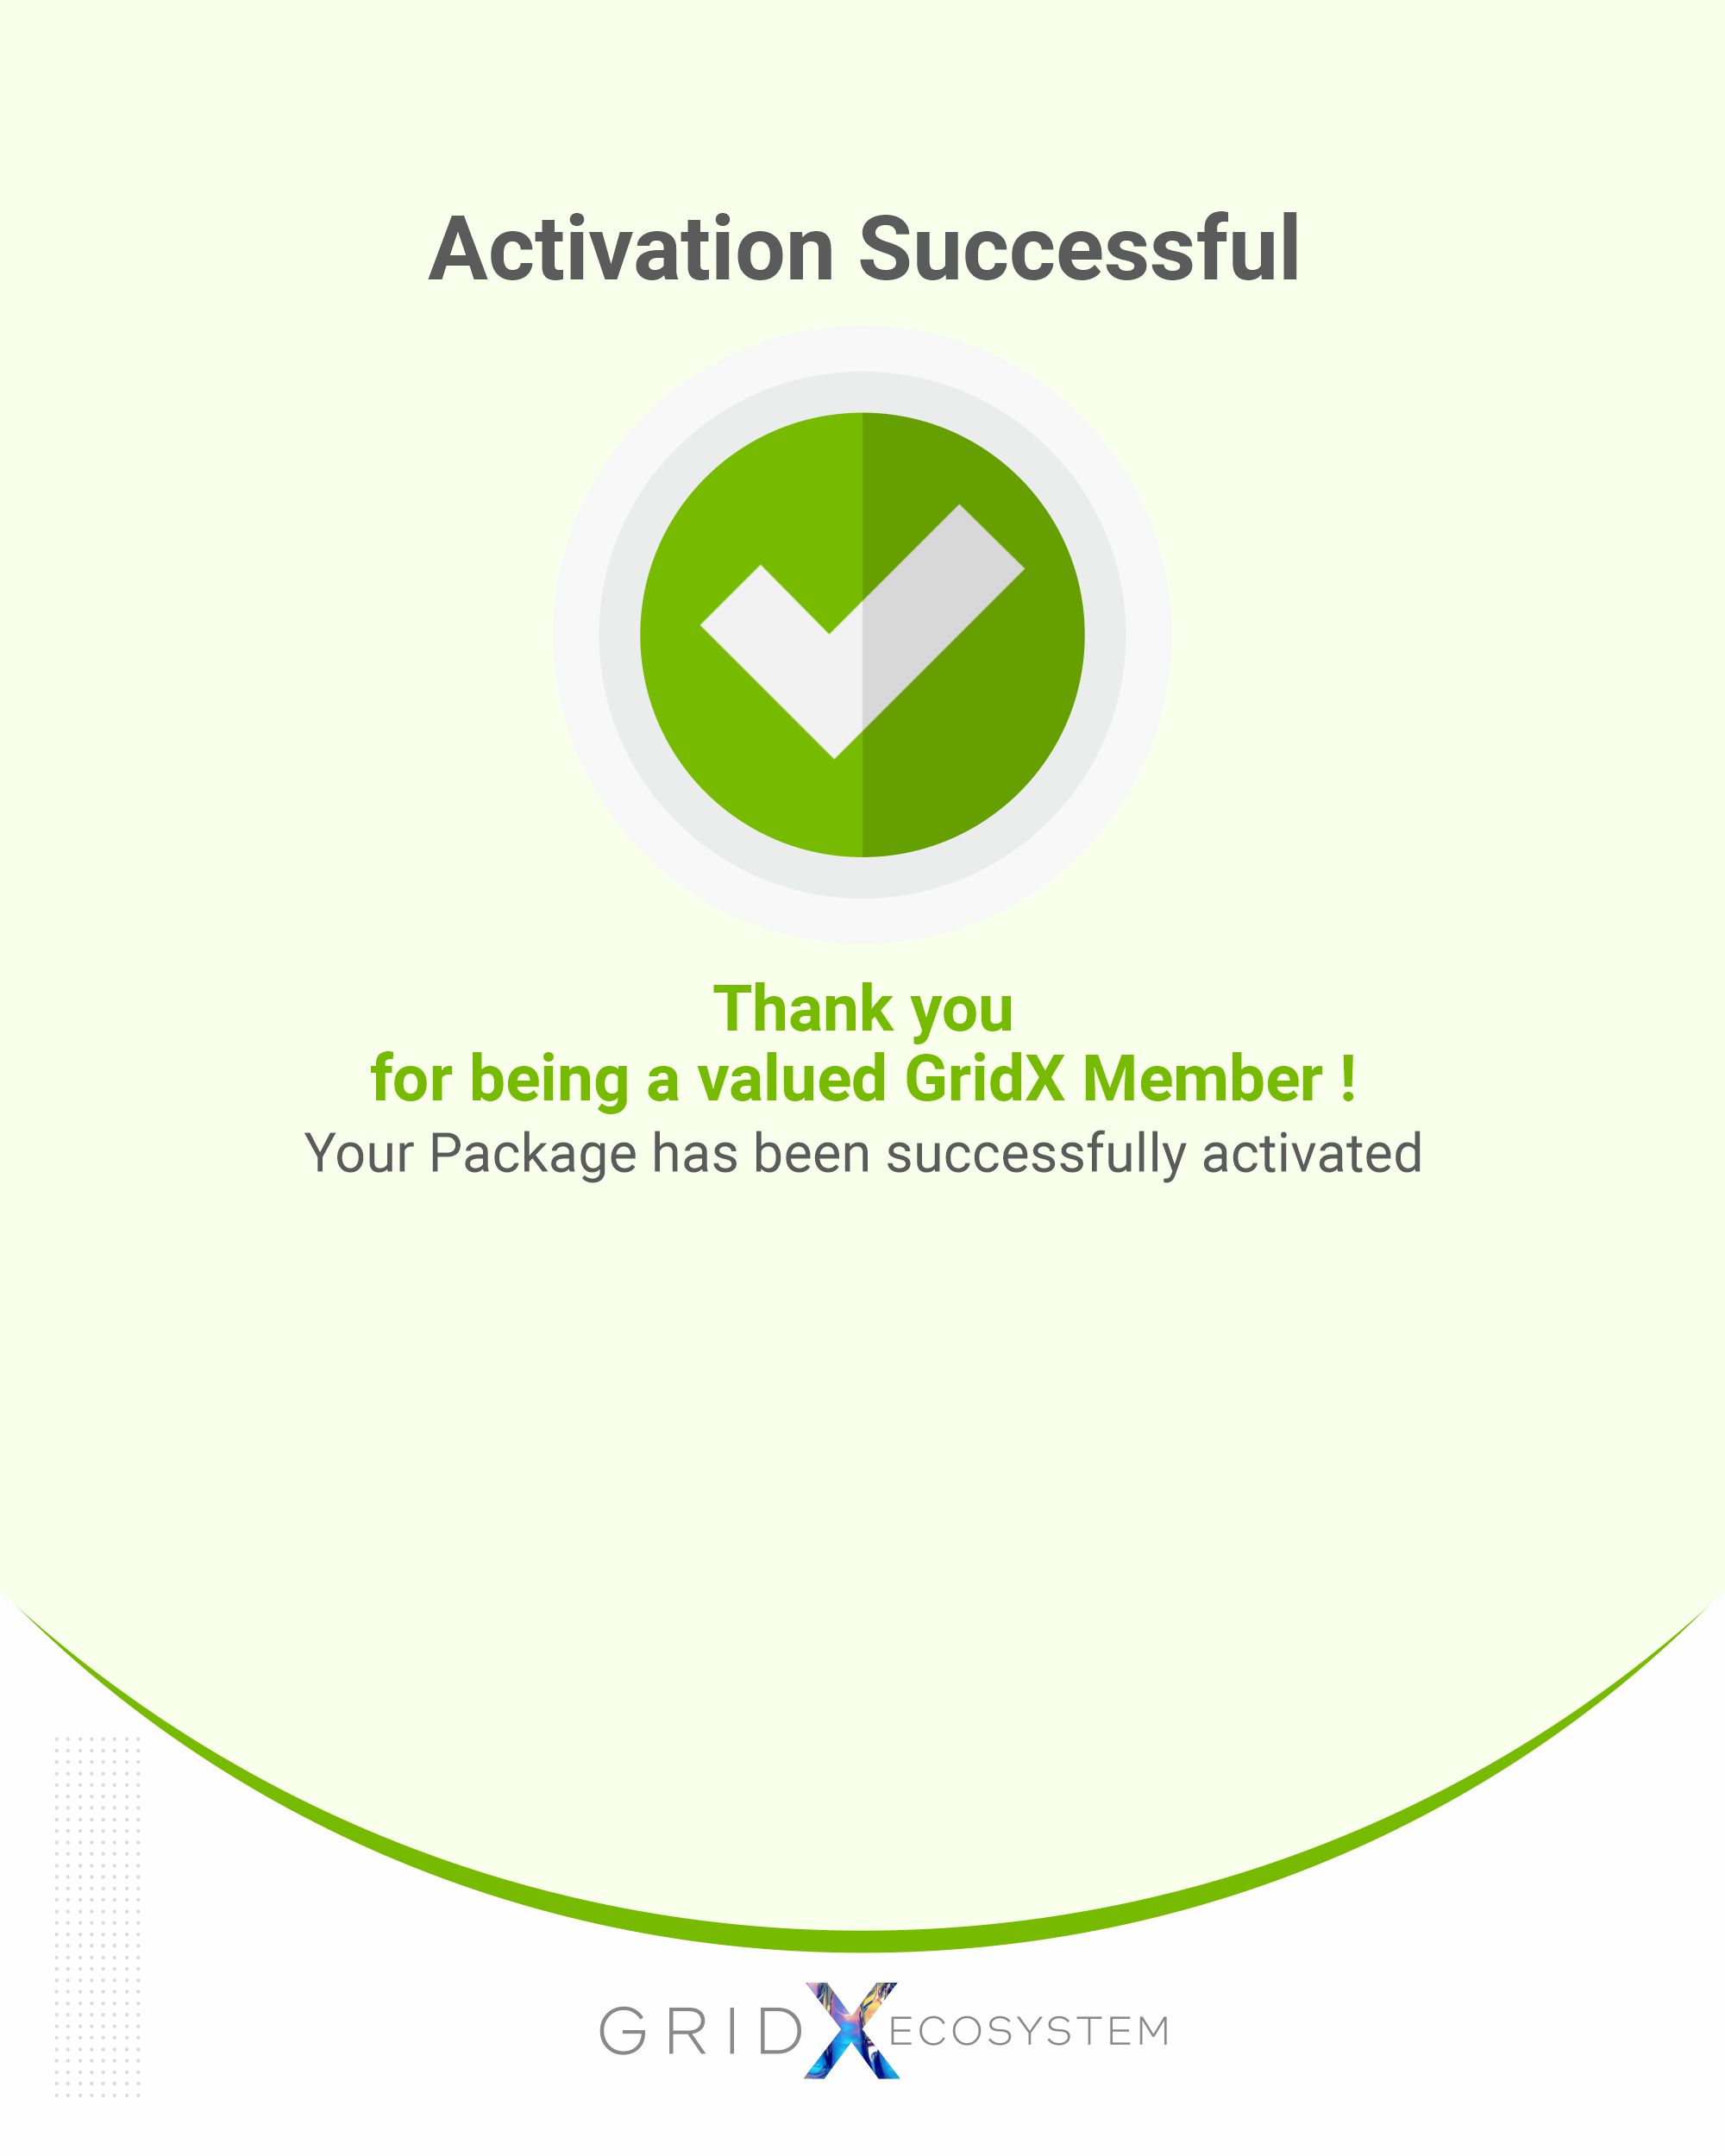 Activation Successful
Thank you
for being a valued GridX Member !
Your Package has been successfully activated
GRIDX ECOSYSTEM